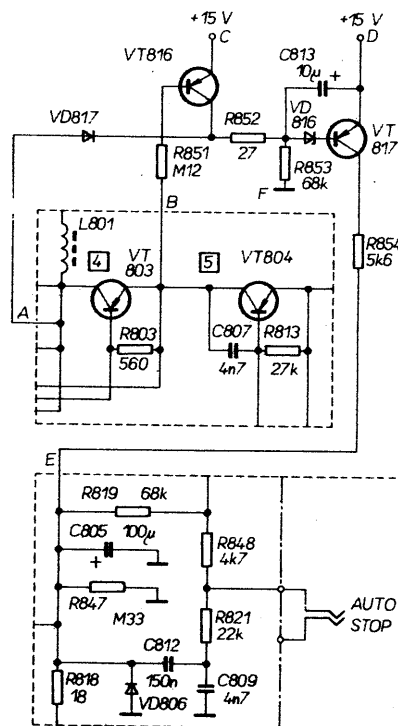 +15 V
C
+15 V
D
VT816
C813
10µ +
VD817
VD
816
VT
817
R852
27
R851
M12
R853
68k
F
B
L801
4
VT
803
5
VT804
R854
5k6
A
R803
560
C807
4n7
R813
27k
E
R819 68k
C805
100µ
+
R848
4k7
R847
M33
AUTO
STOP
R821
22k
C812
150n
R818
18
VD806
C809
4n7